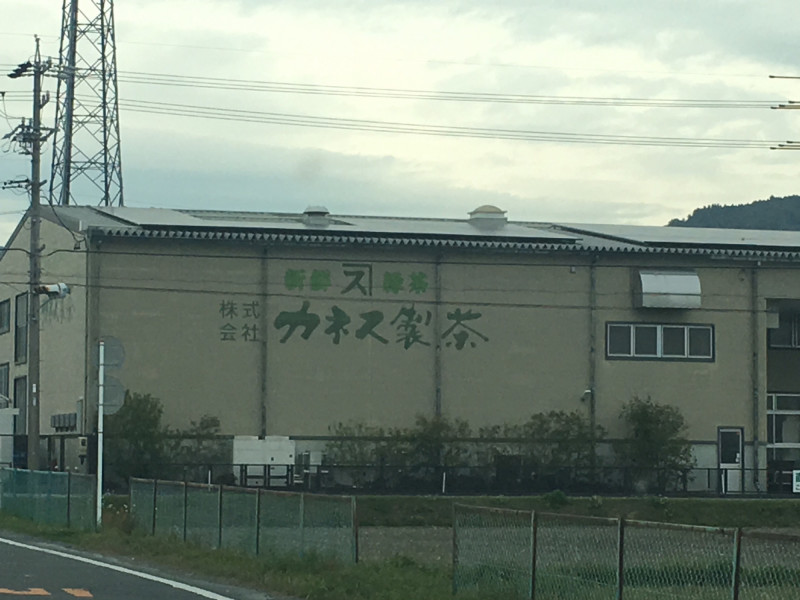 新鮮 ス 緑茶
株式会社 カネス製茶